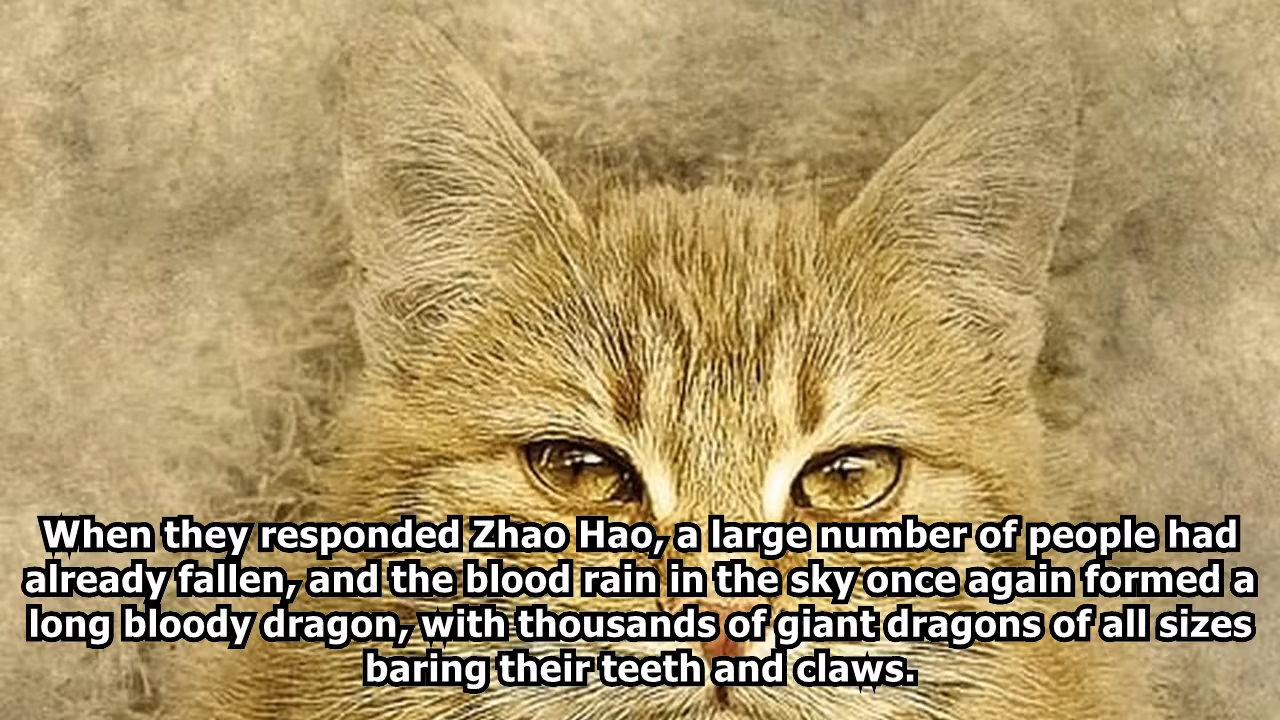 When they responded Zhao Hao, a large number of people had
already fallen, and the blood rain in the sky once again formed a
long bloody dragon, with thousands of giant dragons of all sizes
baring their teeth and claws.